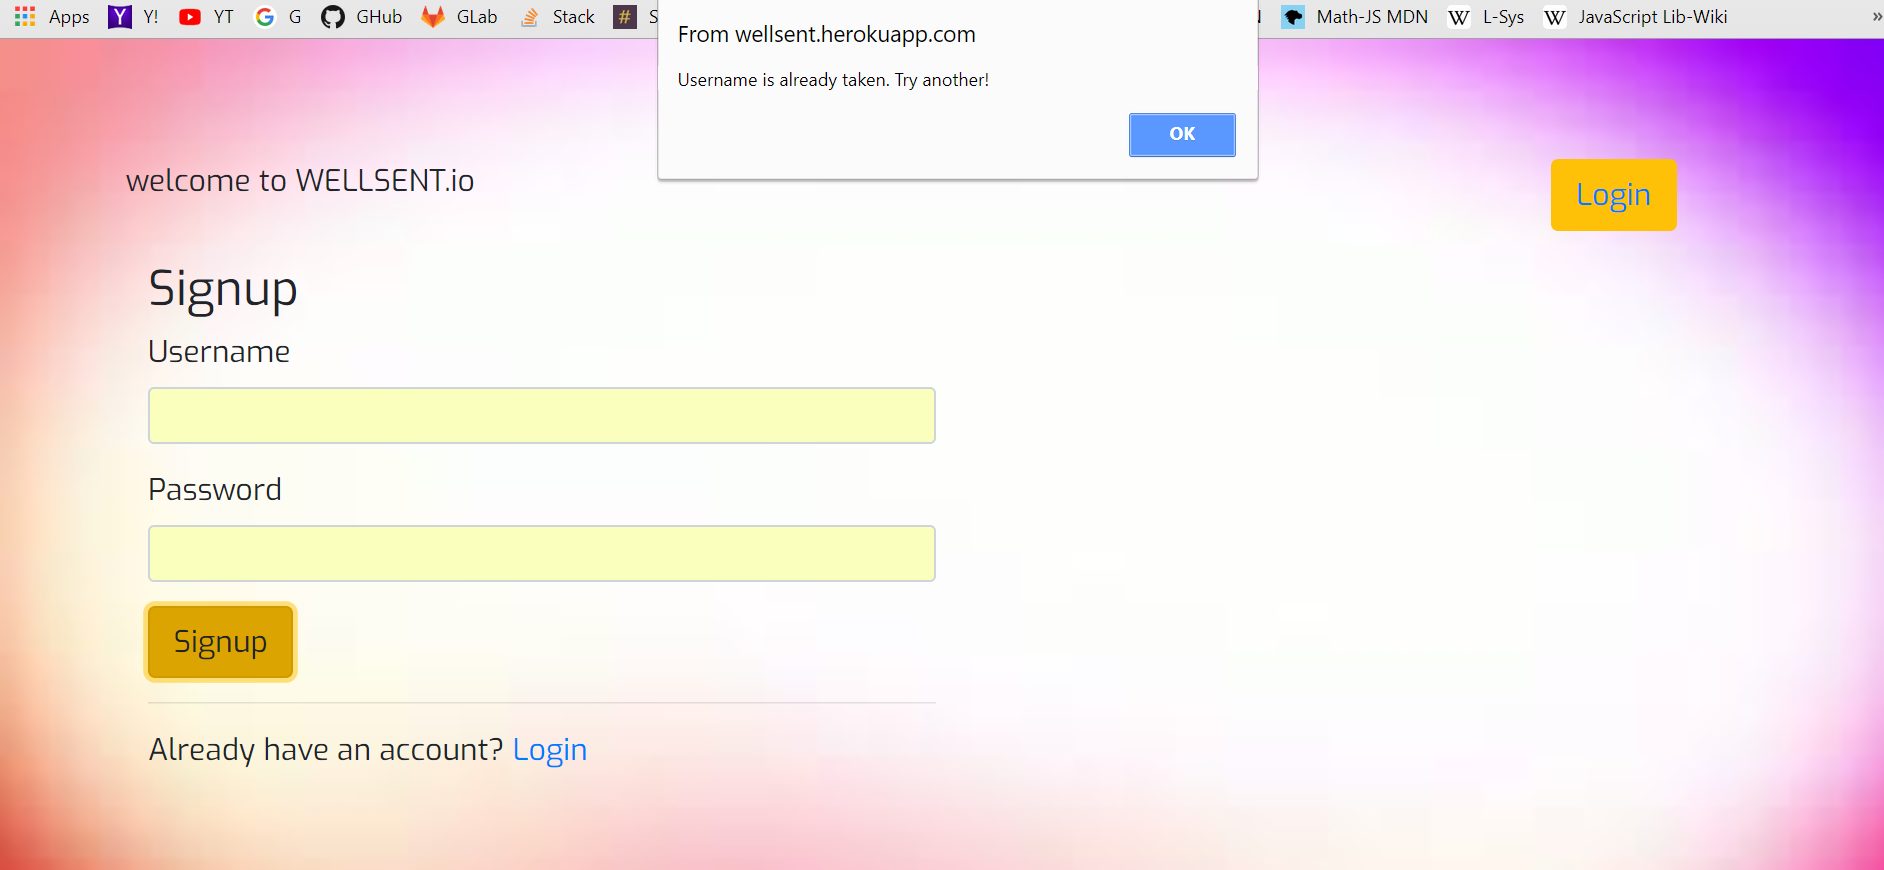 Apps Y! YT G GHub GLab Stack # Math-JS MDN W L-Sys W JavaScript Lib-Wiki »
From wellsent.herokuapp.com
Username is already taken. Try another!
OK
welcome to WELLSENT.io
Login
Signup
Username
Password
Signup
Already have an account? Login